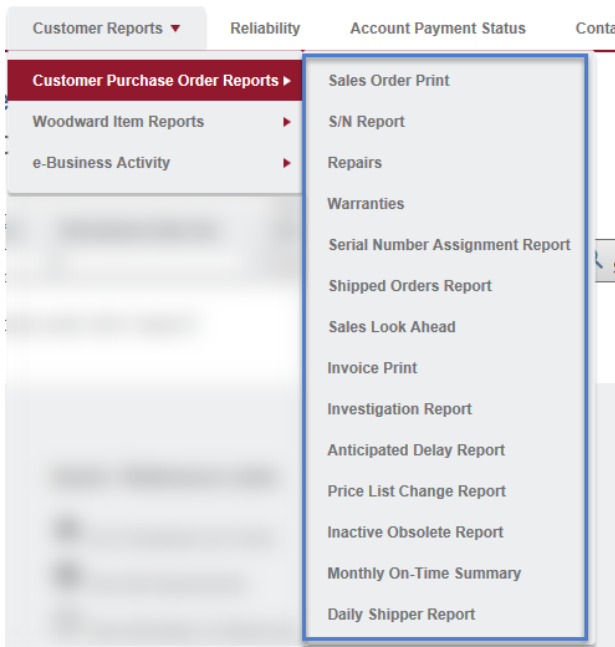 Customer Reports ▼
Reliability
Account Payment Status
Conta
Customer Purchase Order Reports ▶
Woodward Item Reports ▶
e-Business Activity ▶
Sales Order Print
S/N Report
Repairs
Warranties
Serial Number Assignment Report
Shipped Orders Report
Sales Look Ahead
Invoice Print
Investigation Report
Anticipated Delay Report
Price List Change Report
Inactive Obsolete Report
Monthly On-Time Summary
Daily Shipper Report